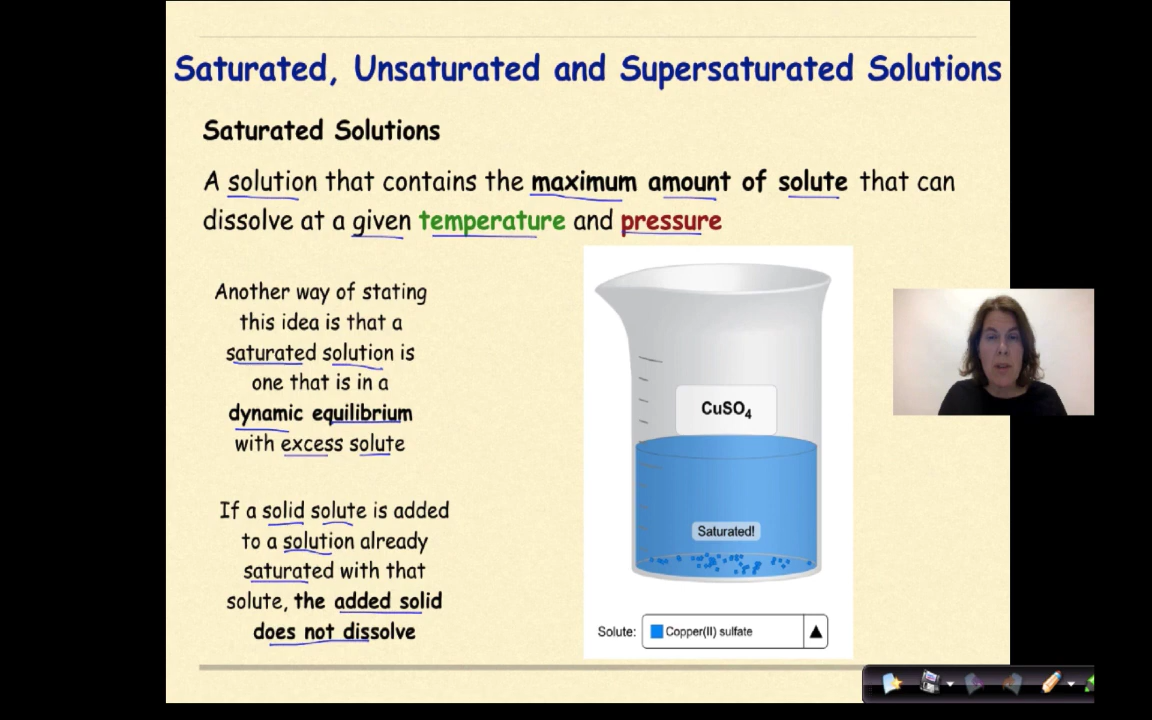 Saturated, Unsaturated and Supersaturated Solutions
Saturated Solutions
A solution that contains the maximum amount of solute that can
dissolve at a given temperature and pressure
Another way of stating
this idea is that a
saturated solution is
one that is in a
dynamic equilibrium
with excess solute
If a solid solute is added
to a solution already
saturated with that
solute, the added solid
does not dissolve
CuSO₄
Saturated!
Solute: Copper(II) sulfate